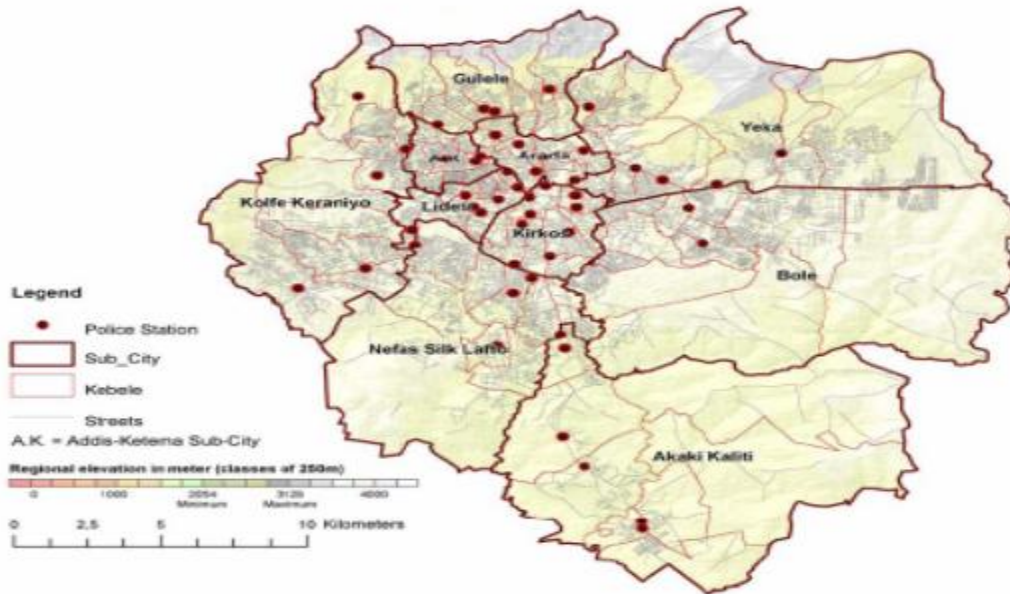 Gulele
Yeka
A.K.
Arada
Kolfe Keraniyo
Lideta
Kirkos
Bole
Nefas Silk Lafto
Akaki Kaliti
Legend
Police Station
Sub_City
Kebele
Streets
A.K. = Addis-Ketema Sub-City
Regional elevation in meter (classes of 250m)
0 1000 2054 3128 4000
Minimum Maximum
0 2,5 5 10 Kilometers